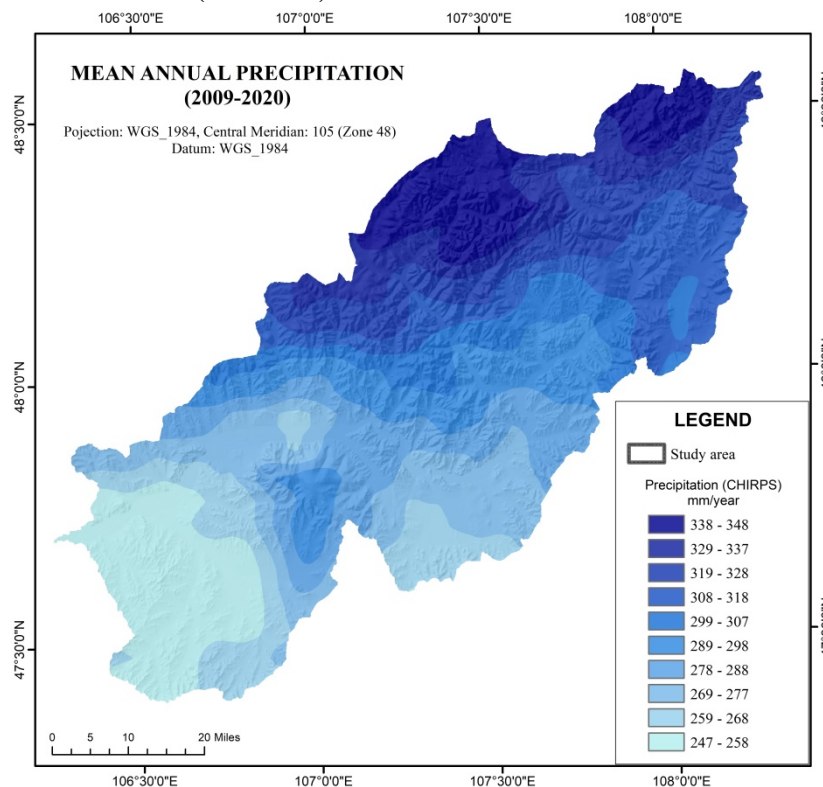 106°30'0"E 107°0'0"E 107°30'0"E 108°0'0"E
MEAN ANNUAL PRECIPITATION
(2009-2020)
Pojection: WGS_1984, Central Meridian: 105 (Zone 48)
Datum: WGS_1984
48°30'0"N
48°0'0"N
47°30'0"N
LEGEND
Study area
Precipitation (CHIRPS)
mm/year
338 - 348
329 - 337
319 - 328
308 - 318
299 - 307
289 - 298
278 - 288
269 - 277
259 - 268
247 - 258
0 5 10 20 Miles
106°30'0"E 107°0'0"E 107°30'0"E 108°0'0"E